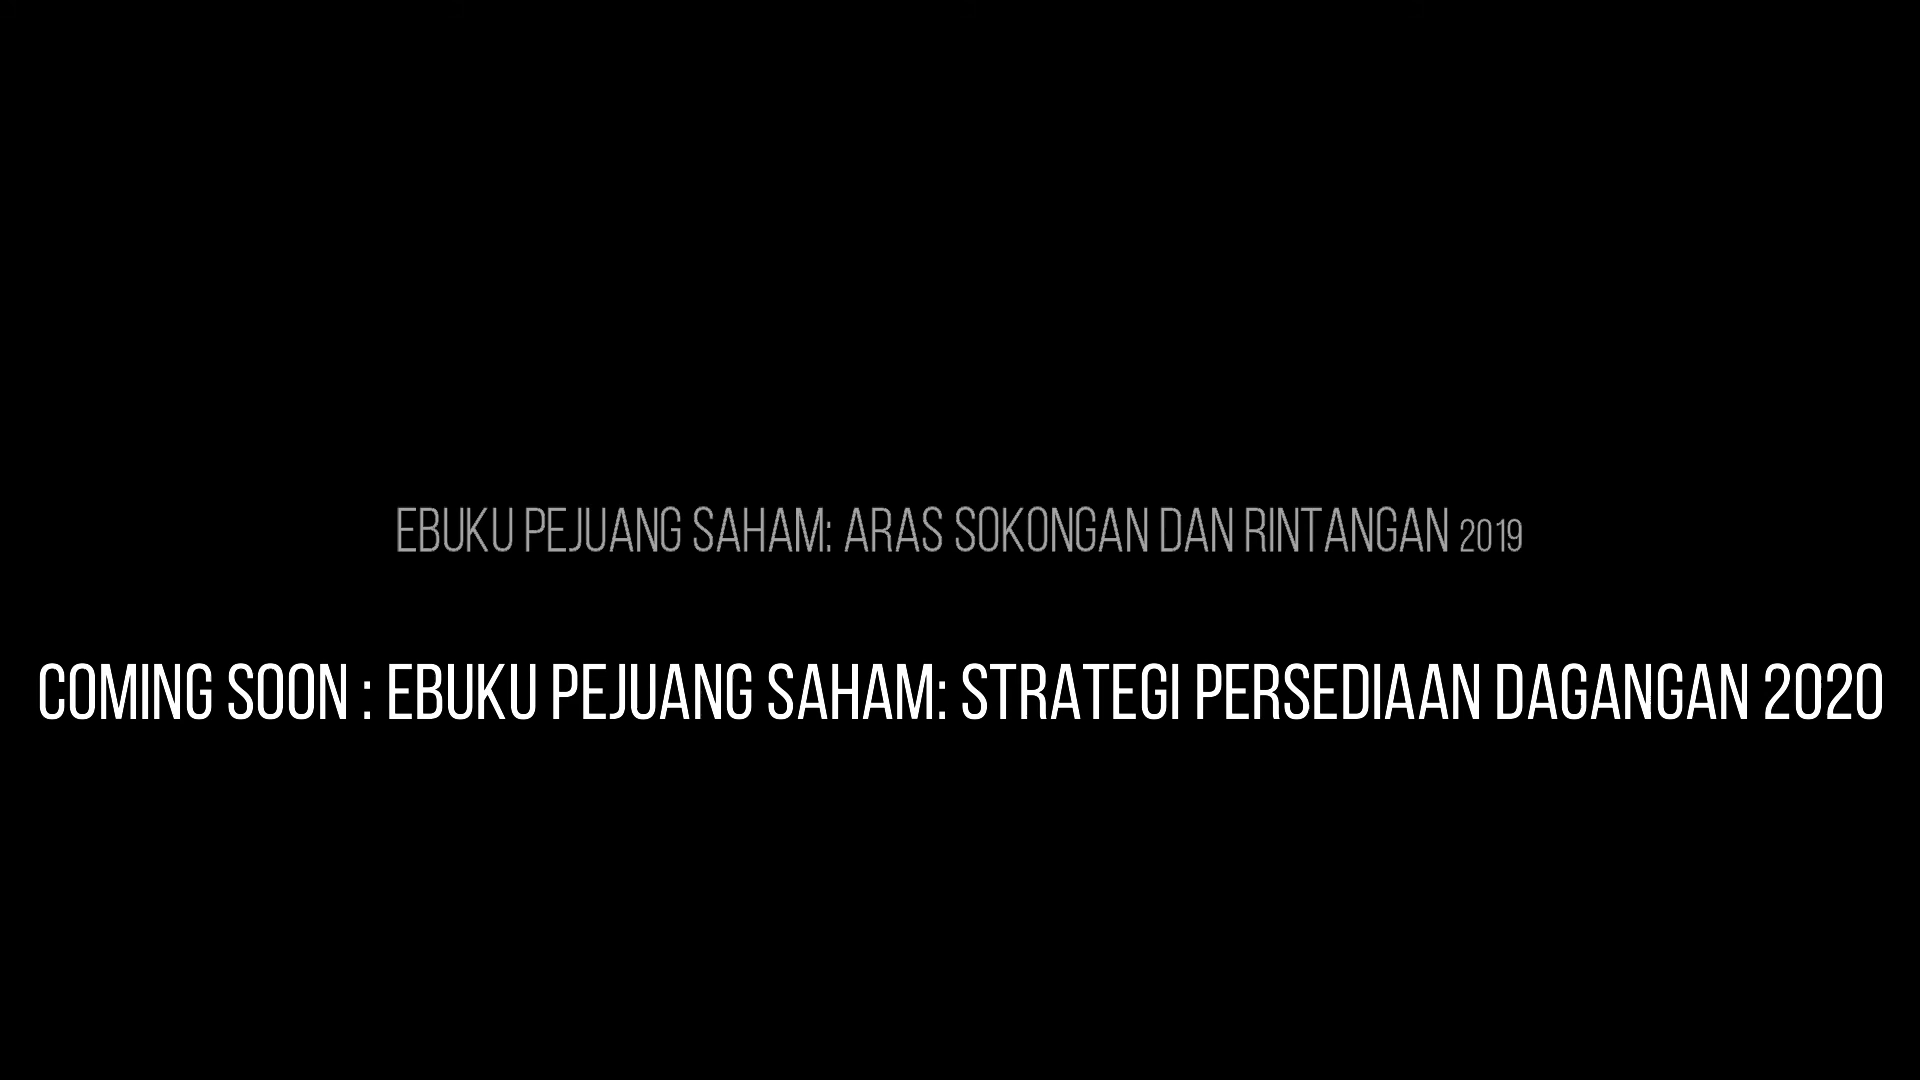 EBUKU PEJUANG SAHAM: ARAS SOKONGAN DAN RINTANGAN 2019
COMING SOON : EBUKU PEJUANG SAHAM: STRATEGI PERSEDIAAN DAGANGAN 2020